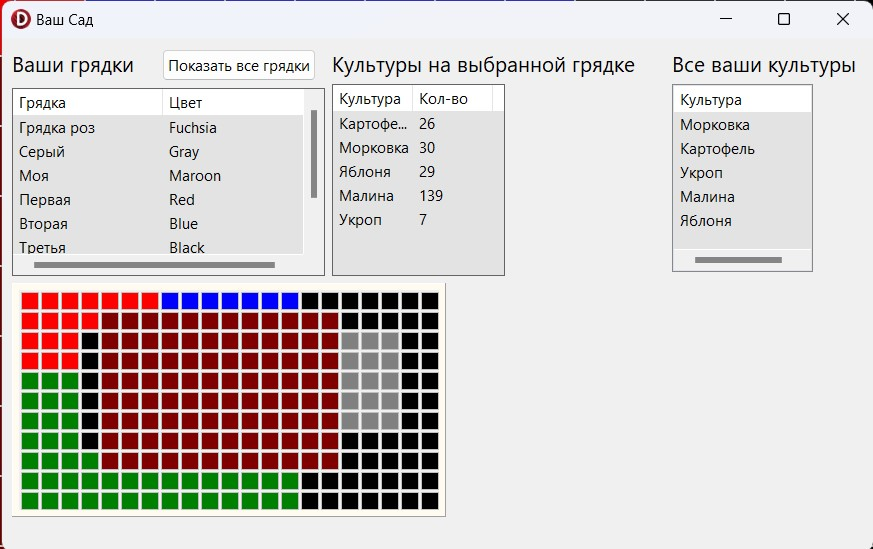 Ваш Сад
Ваши грядки
Показать все грядки
Культуры на выбранной грядке
Все ваши культуры
Грядка Цвет
Грядка роз Fuchsia
Серый Gray
Моя Maroon
Первая Red
Вторая Blue
Третья Black
Культура Кол-во
Картофе... 26
Морковка 30
Яблоня 29
Малина 139
Укроп 7
Культура
Морковка
Картофель
Укроп
Малина
Яблоня